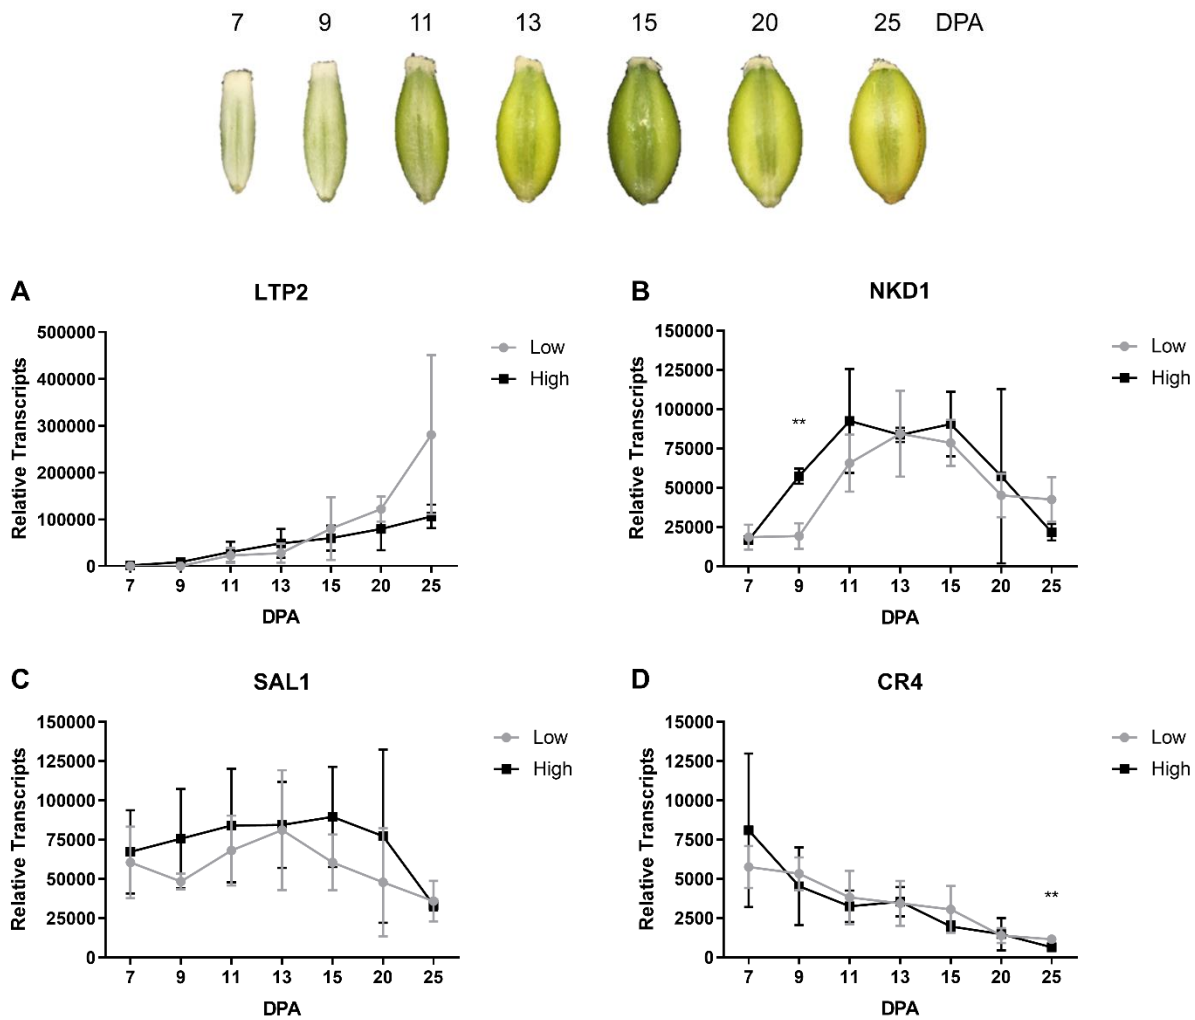 7 9 11 13 15 20 25 DPA
A
LTP2
500000
400000
300000
200000
100000
0
Relative Transcripts
7 9 11 13 15 20 25
DPA
Low
High
B
NKD1
150000
125000
100000
75000
50000
25000
0
Relative Transcripts
**
7 9 11 13 15 20 25
DPA
Low
High
C
SAL1
150000
125000
100000
75000
50000
25000
0
Relative Transcripts
7 9 11 13 15 20 25
DPA
Low
High
D
CR4
15000
12500
10000
7500
5000
2500
0
Relative Transcripts
**
7 9 11 13 15 20 25
DPA
Low
High